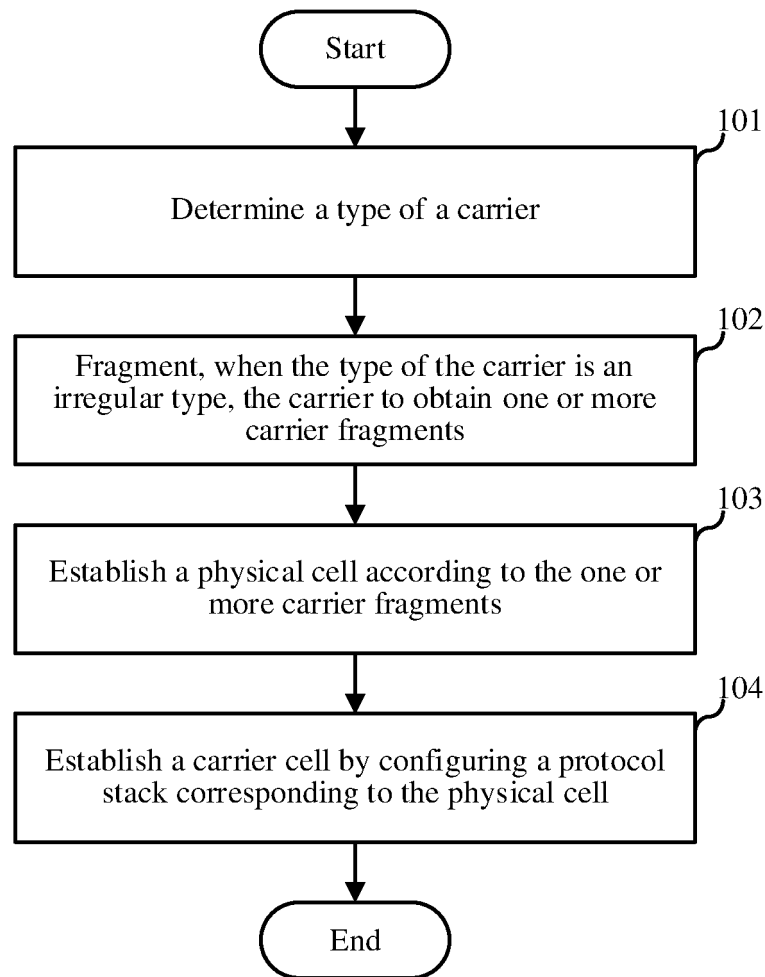 Start
101
Determine a type of a carrier
102
Fragment, when the type of the carrier is an
irregular type, the carrier to obtain one or more
carrier fragments
103
Establish a physical cell according to the one or
more carrier fragments
104
Establish a carrier cell by configuring a protocol
stack corresponding to the physical cell
End